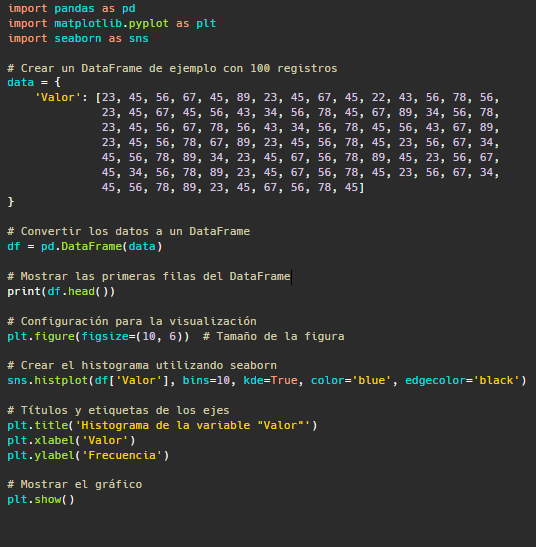 import pandas as pd
import matplotlib.pyplot as plt
import seaborn as sns

# Crear un DataFrame de ejemplo con 100 registros
data = {
    'Valor': [23, 45, 56, 67, 45, 89, 23, 45, 67, 45, 22, 43, 56, 78, 56,
              23, 45, 67, 45, 56, 43, 34, 56, 78, 45, 67, 89, 34, 56, 78,
              23, 45, 56, 67, 78, 56, 43, 34, 56, 78, 45, 56, 43, 67, 89,
              23, 45, 56, 78, 67, 89, 23, 45, 56, 78, 45, 23, 56, 67, 34,
              45, 56, 78, 89, 34, 23, 45, 67, 56, 78, 89, 45, 23, 56, 67,
              45, 34, 56, 78, 89, 23, 45, 67, 56, 78, 45, 23, 56, 67, 34,
              45, 56, 78, 89, 23, 45, 67, 56, 78, 45]
}

# Convertir los datos a un DataFrame
df = pd.DataFrame(data)

# Mostrar las primeras filas del DataFrame
print(df.head())

# Configuración para la visualización
plt.figure(figsize=(10, 6))  # Tamaño de la figura

# Crear el histograma utilizando seaborn
sns.histplot(df['Valor'], bins=10, kde=True, color='blue', edgecolor='black')

# Títulos y etiquetas de los ejes
plt.title('Histograma de la variable "Valor"')
plt.xlabel('Valor')
plt.ylabel('Frecuencia')

# Mostrar el gráfico
plt.show()